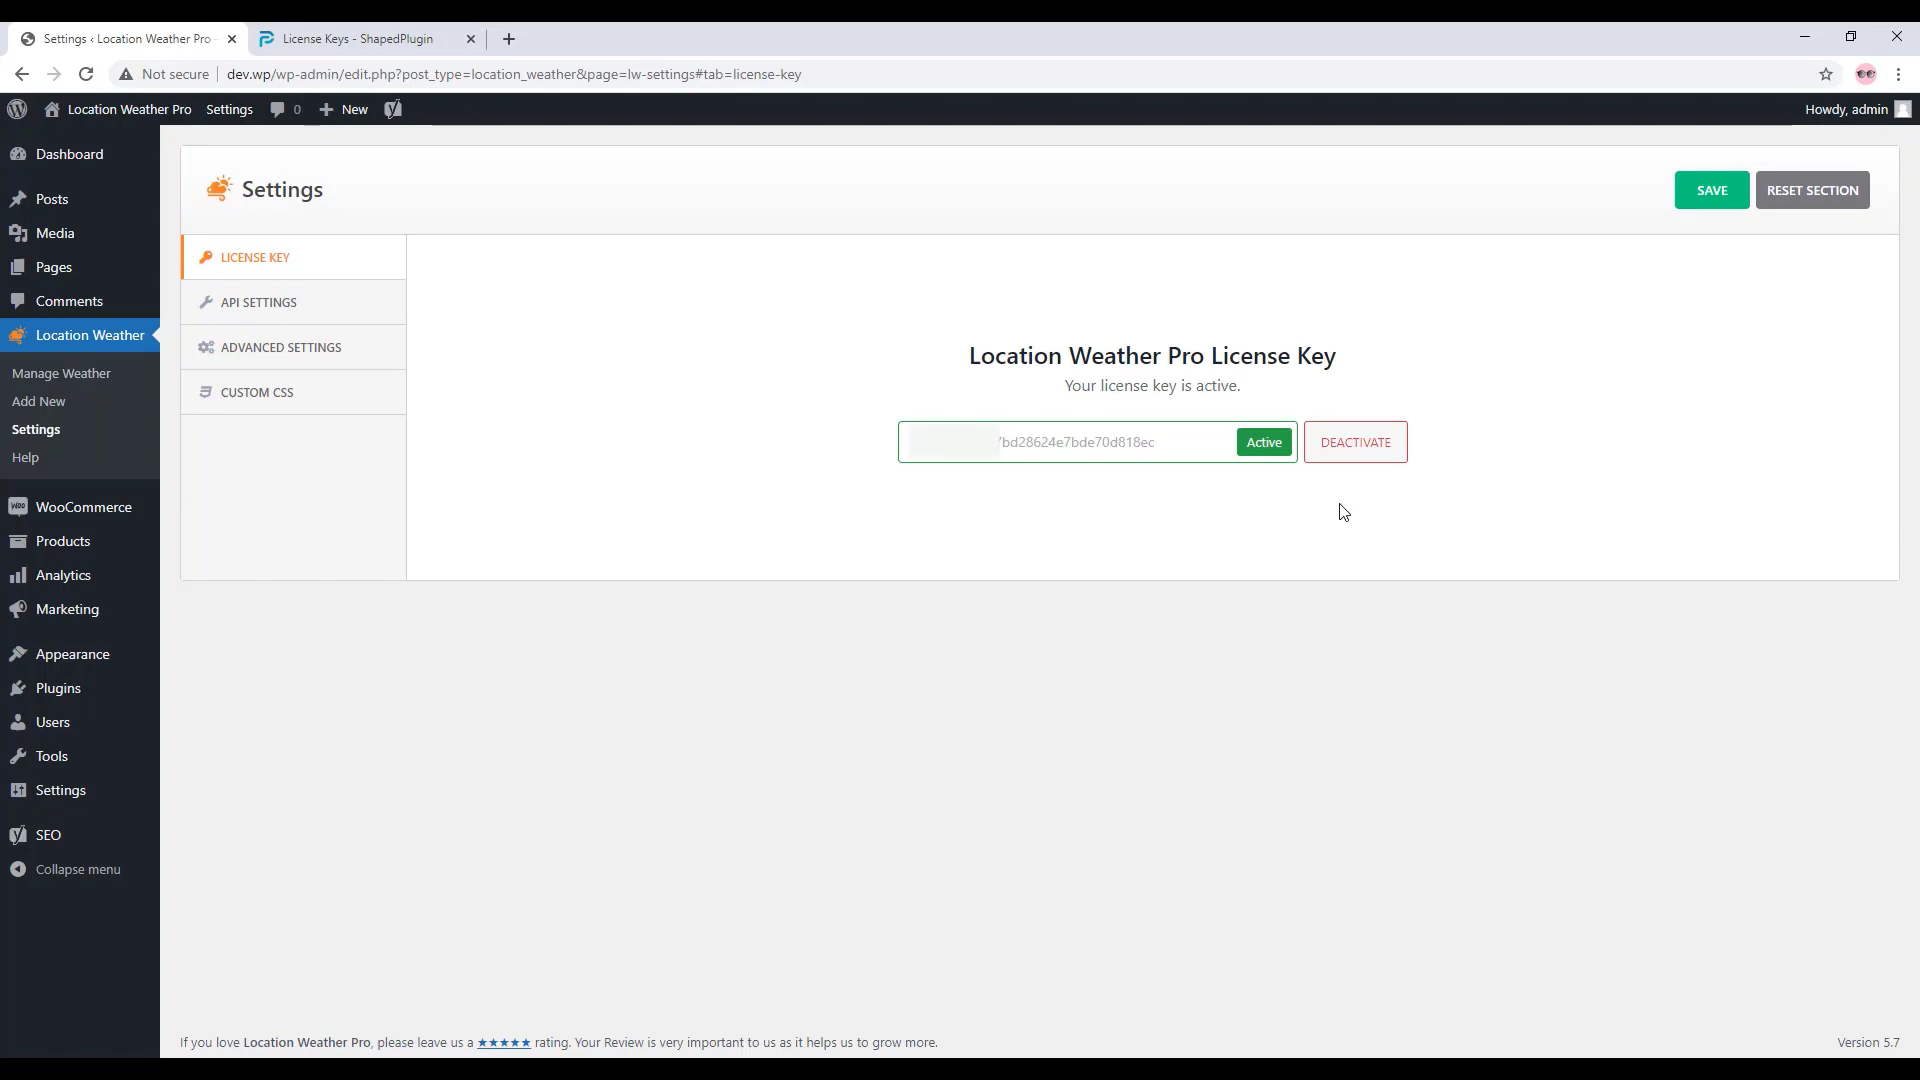 Settings ‹ Location Weather Pro -
License Keys - ShapedPlugin
Not secure
dev.wp/wp-admin/edit.php?post_type=location_weather&page=lw-settings#tab=license-key
Location Weather Pro
Settings
0
New
Howdy, admin
Dashboard
Posts
Media
Pages
Comments
Location Weather
Manage Weather
Add New
Settings
Help
WooCommerce
Products
Analytics
Marketing
Appearance
Plugins
Users
Tools
Settings
SEO
Collapse menu
Settings
SAVE
RESET SECTION
LICENSE KEY
API SETTINGS
ADVANCED SETTINGS
CUSTOM CSS
Location Weather Pro License Key
Your license key is active.
bd28624e7bde70d818ec
Active
DEACTIVATE
If you love Location Weather Pro, please leave us a ★★★★★ rating. Your Review is very important to us as it helps us to grow more.
Version 5.7